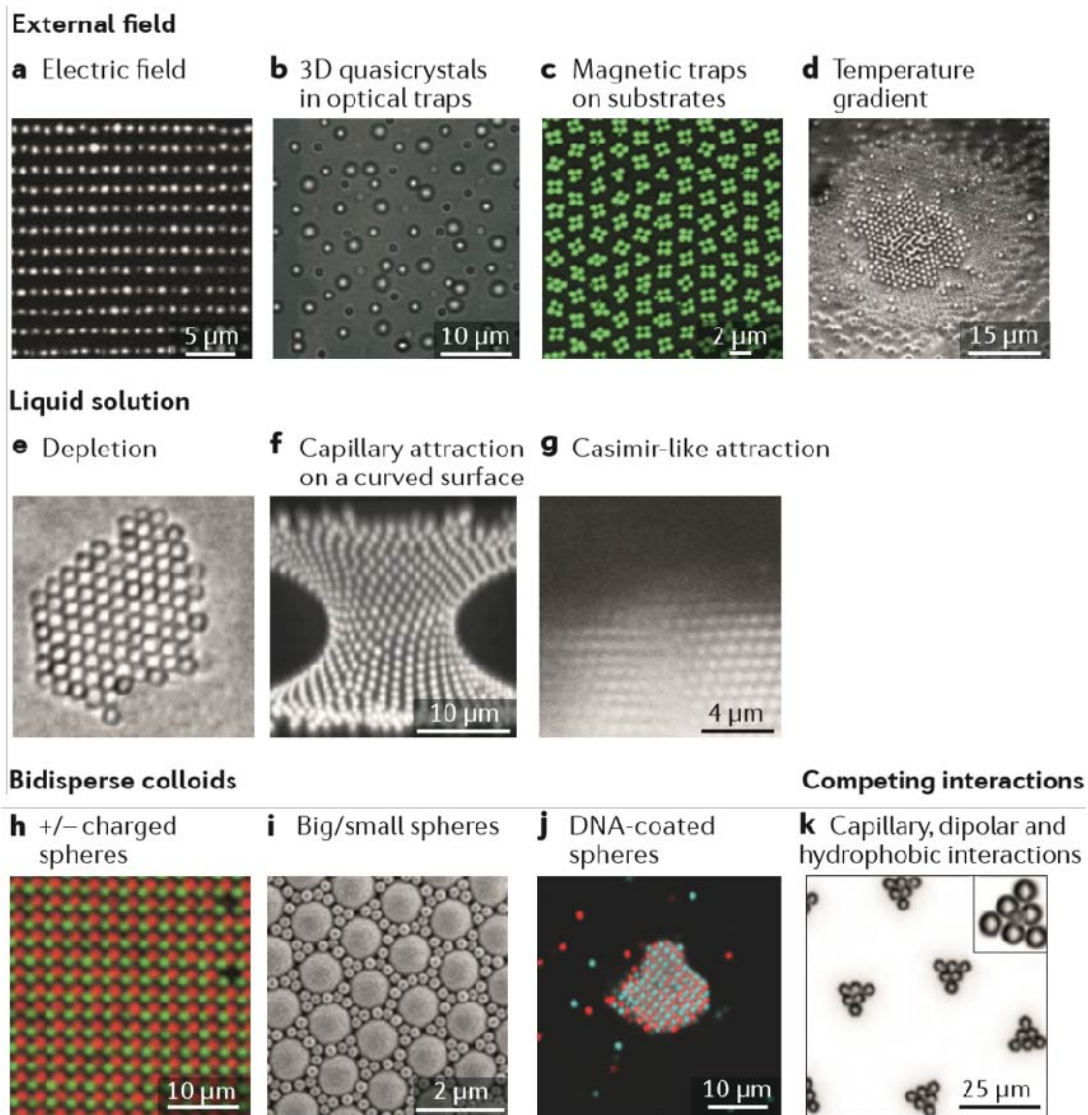 External field
a Electric field
b 3D quasicrystals
in optical traps
c Magnetic traps
on substrates
d Temperature
gradient
5 µm
10 µm
2 µm
15 µm
Liquid solution
e Depletion
f Capillary attraction
on a curved surface
g Casimir-like attraction
10 µm
4 µm
Bidisperse colloids
Competing interactions
h +/– charged
spheres
i Big/small spheres
j DNA-coated
spheres
k Capillary, dipolar and
hydrophobic interactions
10 µm
2 µm
10 µm
25 µm